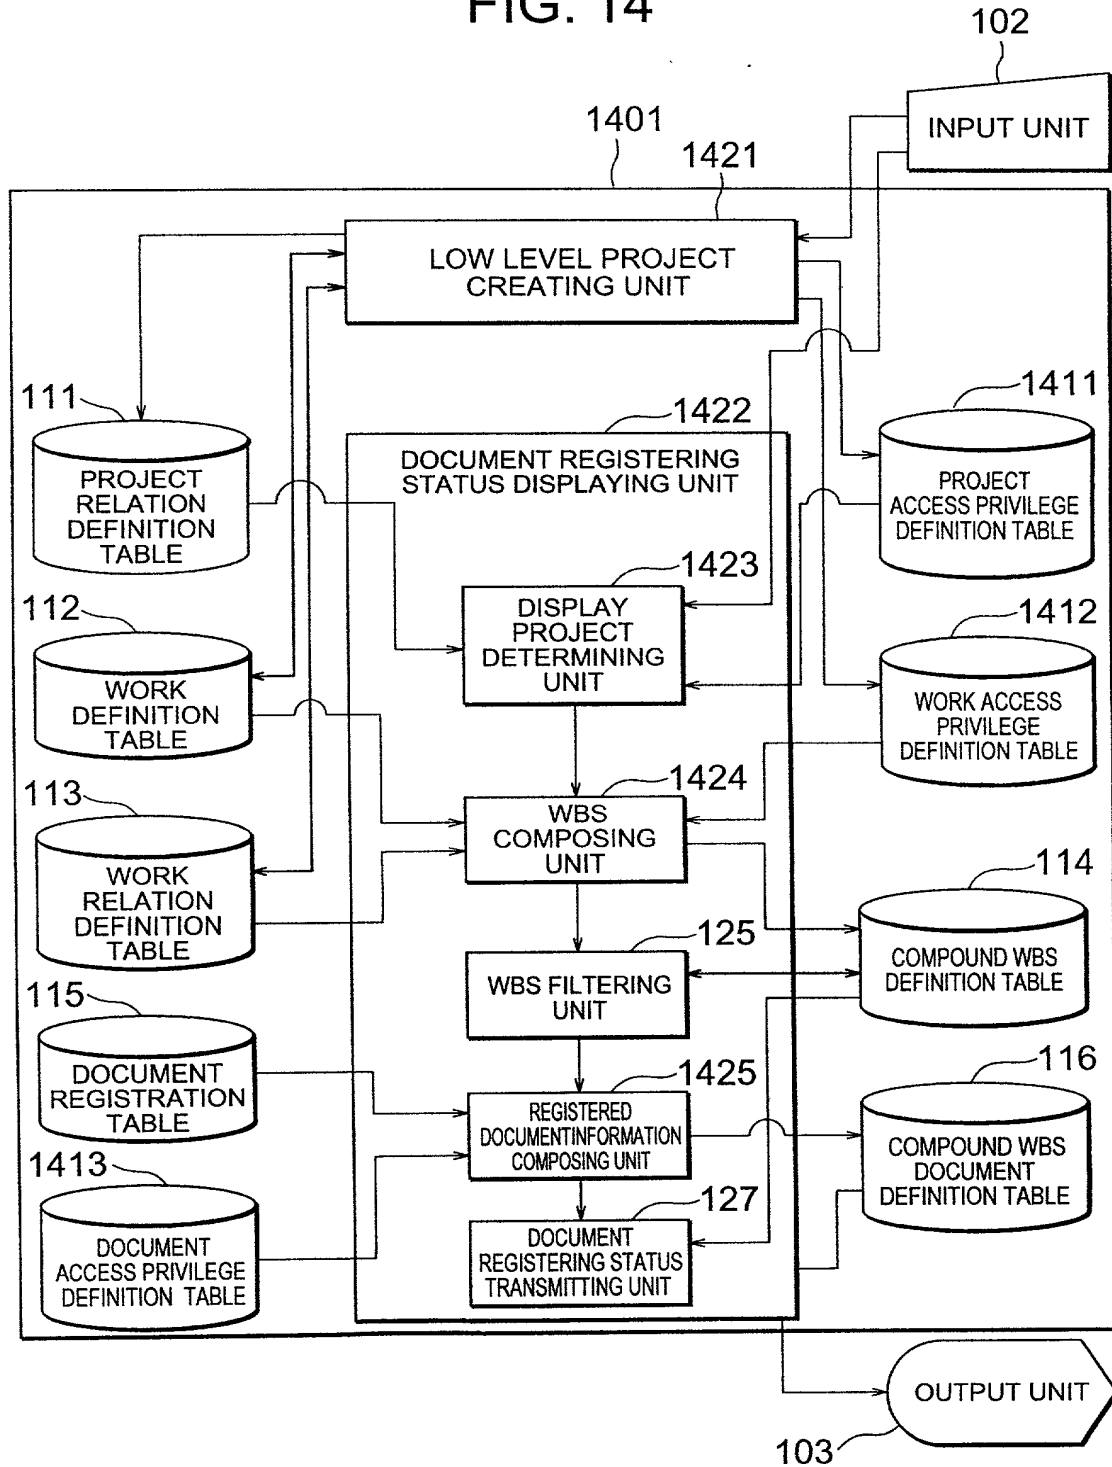 FIG. 14
102
INPUT UNIT
1401
1421
LOW LEVEL PROJECT
CREATING UNIT
111
PROJECT
RELATION
DEFINITION
TABLE
1422
DOCUMENT REGISTERING
STATUS DISPLAYING UNIT
1411
PROJECT
ACCESS PRIVILEGE
DEFINITION TABLE
1423
DISPLAY
PROJECT
DETERMINING
UNIT
112
WORK
DEFINITION
TABLE
1412
WORK ACCESS
PRIVILEGE
DEFINITION TABLE
1424
WBS
COMPOSING
UNIT
113
WORK
RELATION
DEFINITION
TABLE
114
COMPOUND WBS
DEFINITION TABLE
125
WBS FILTERING
UNIT
115
DOCUMENT
REGISTRATION
TABLE
1425
REGISTERED
DOCUMENTINFORMATION
COMPOSING UNIT
116
COMPOUND WBS
DOCUMENT
DEFINITION TABLE
1413
DOCUMENT
ACCESS PRIVILEGE
DEFINITION TABLE
127
DOCUMENT
REGISTERING STATUS
TRANSMITTING UNIT
OUTPUT UNIT
103